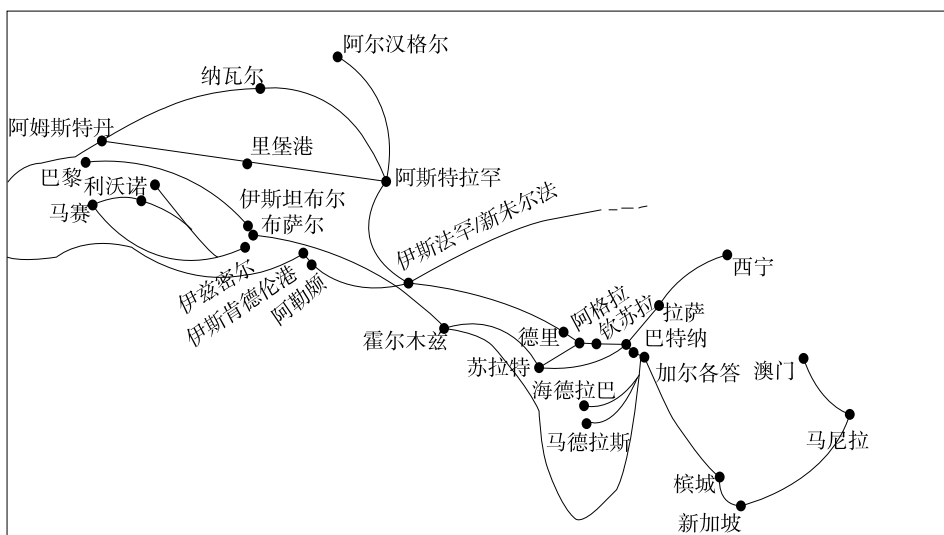 阿尔汉格尔
纳瓦尔
阿姆斯特丹
里堡港
巴黎
利沃诺
阿斯特拉罕
马赛
伊斯坦布尔
布萨尔
伊斯法罕/新朱尔法
伊兹密尔
伊斯肯德伦港
阿勒颇
西宁
霍尔木兹
德里
阿格拉
钦苏拉
拉萨
巴特纳
苏拉特
海德拉巴
加尔各答
澳门
马德拉斯
马尼拉
槟城
新加坡